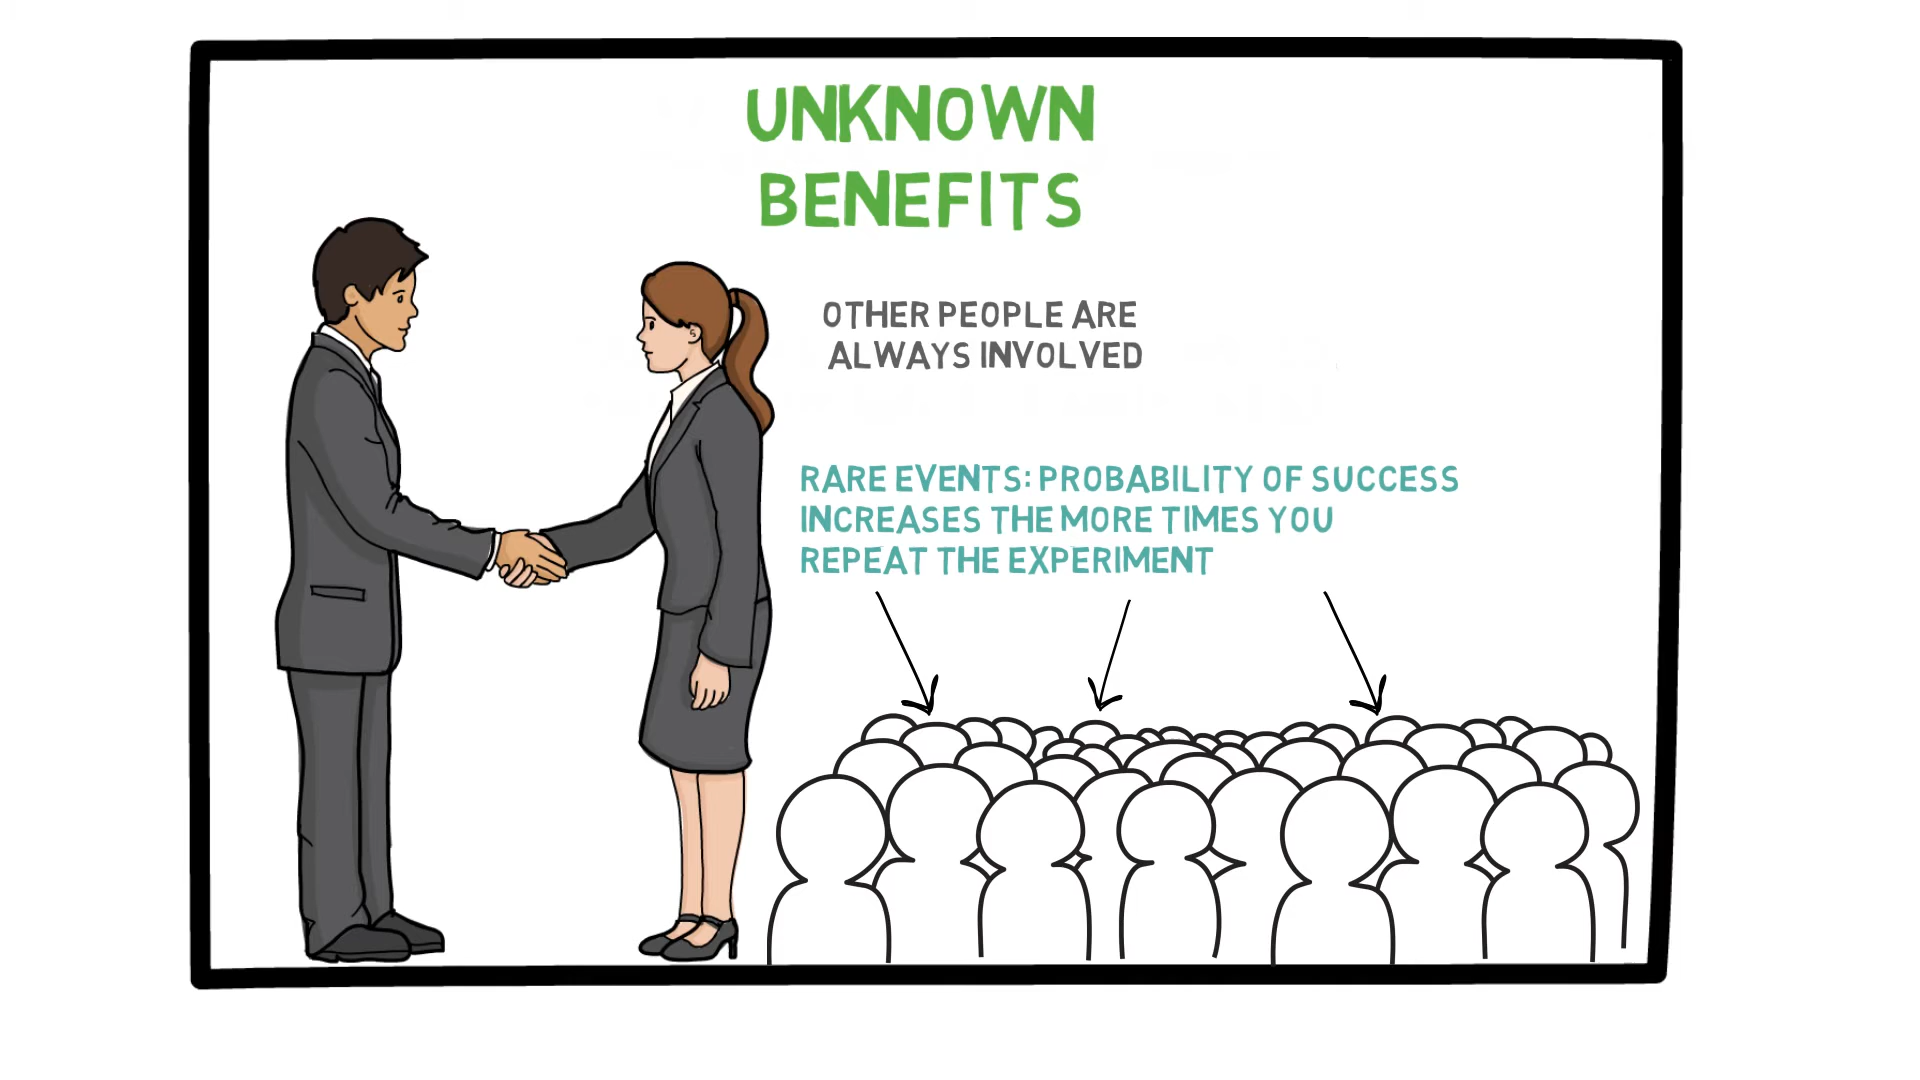 UNKNOWN
BENEFITS
OTHER PEOPLE ARE
ALWAYS INVOLVED
RARE EVENTS: PROBABILITY OF SUCCESS
INCREASES THE MORE TIMES YOU
REPEAT THE EXPERIMENT